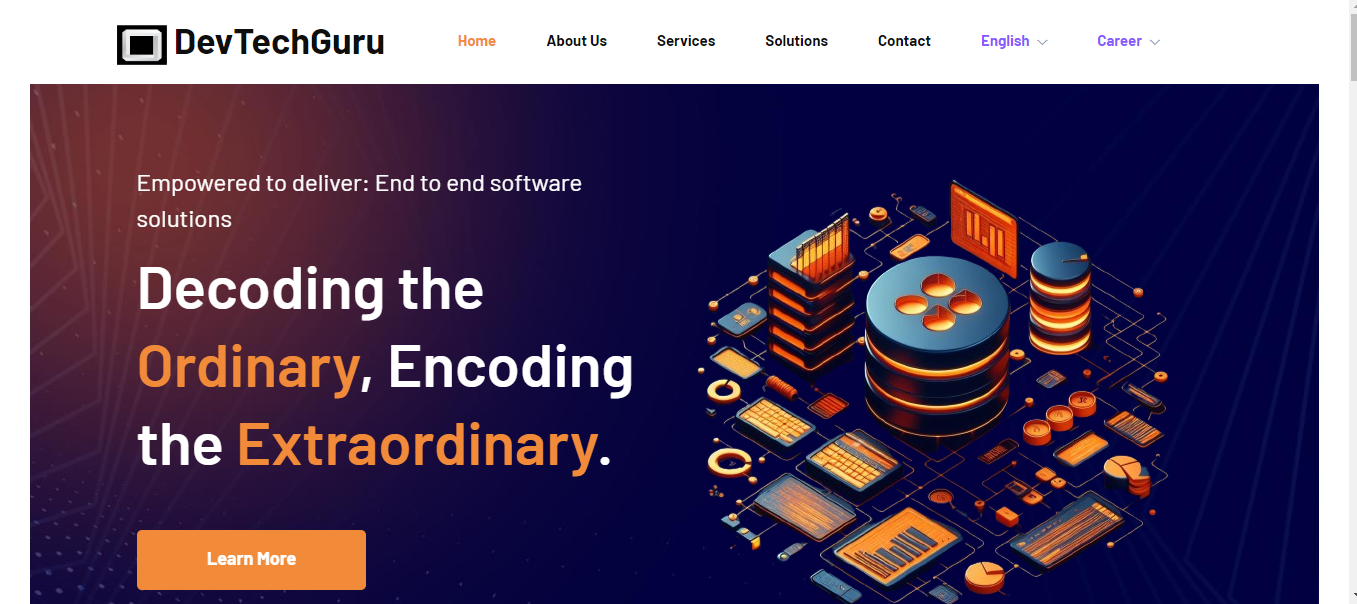 DevTechGuru
Home
About Us
Services
Solutions
Contact
English
Career
Empowered to deliver: End to end software
solutions
Decoding the
Ordinary, Encoding
the Extraordinary.
Learn More